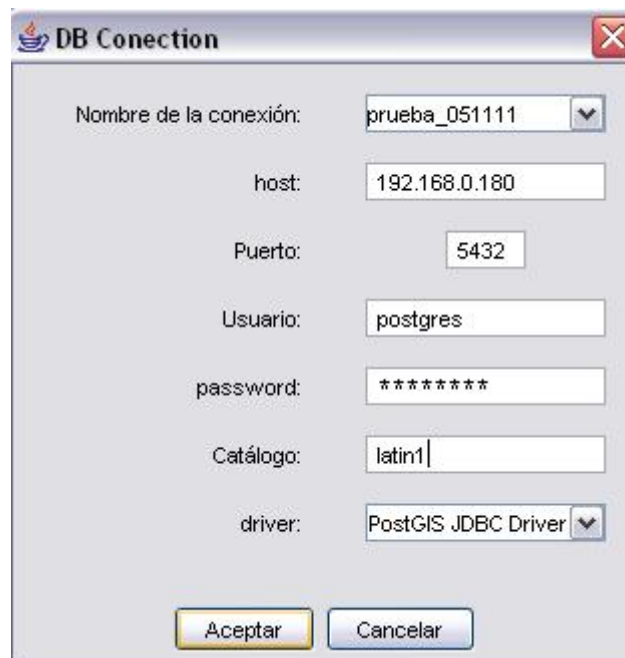 DB Conection
Nombre de la conexión: prueba_051111
host: 192.168.0.180
Puerto: 5432
Usuario: postgres
password: ********
Catálogo: latin1
driver: PostGIS JDBC Driver
Aceptar Cancelar